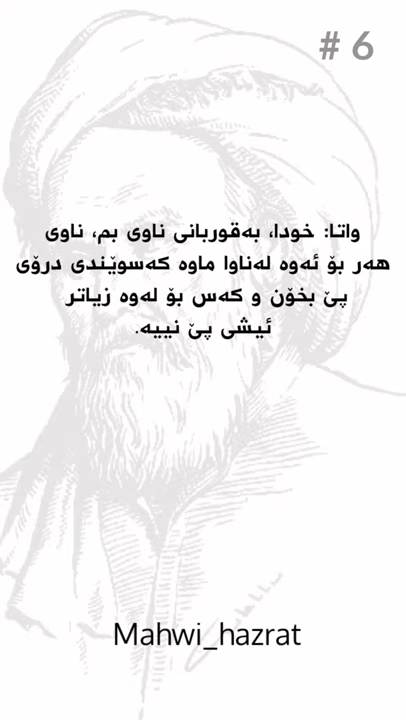 # 6
واتا: خودا، بەقوربانی ناوی بم، ناوی
هەر بۆ ئەوە لەناوا ماوە کەسوێندی درۆی
پێ بخۆن و کەس بۆ لەوە زیاتر
ئیشی پێ نییە.
Mahwi_hazrat